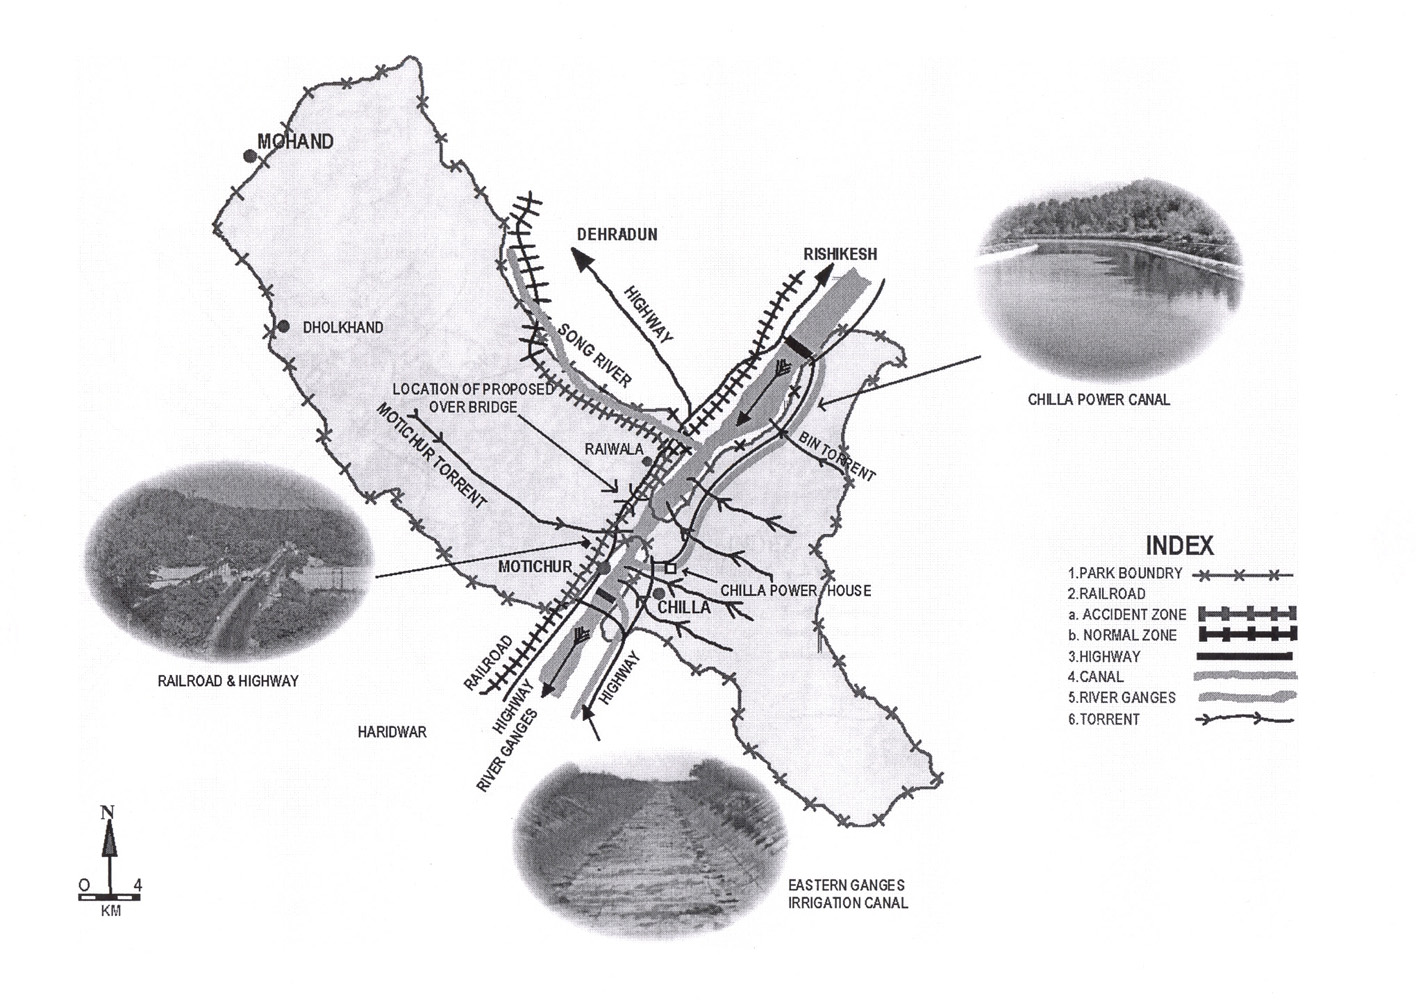 MOHAND
DEHRADUN
RISHIKESH
HIGHWAY
DHOLKHAND
SONG RIVER
LOCATION OF PROPOSED
OVER BRIDGE
CHILLA POWER CANAL
MOTICHUR TORRENT
RAIWALA
BIN TORRENT
MOTICHUR
CHILLA POWER HOUSE
CHILLA
RAILROAD
HIGHWAY
RIVER GANGES
HIGHWAY
RAILROAD & HIGHWAY
HARIDWAR
INDEX
1.PARK BOUNDRY
2.RAILROAD
a. ACCIDENT ZONE
b. NORMAL ZONE
3.HIGHWAY
4.CANAL
5.RIVER GANGES
6.TORRENT
N
0 4
KM
EASTERN GANGES
IRRIGATION CANAL